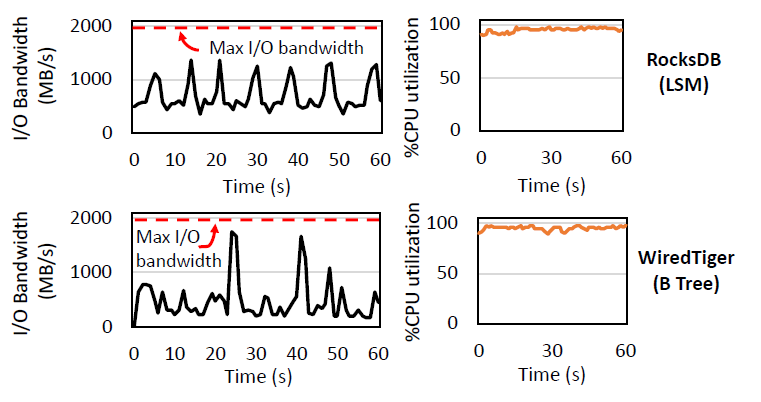 I/O Bandwidth
(MB/s)
2000
1000
0
Max I/O bandwidth
0 10 20 30 40 50 60
Time (s)
%CPU utilization
100
50
0
0 30 60
Time (s)
RocksDB
(LSM)
I/O Bandwidth
(MB/s)
2000
1000
0
Max I/O
bandwidth
0 10 20 30 40 50 60
Time (s)
%CPU utilization
100
50
0
0 30 60
Time (s)
WiredTiger
(B Tree)